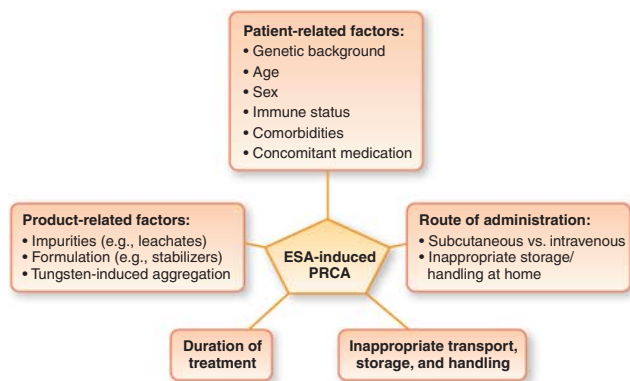 Patient-related factors:
• Genetic background
• Age
• Sex
• Immune status
• Comorbidities
• Concomitant medication
Product-related factors:
• Impurities (e.g., leachates)
• Formulation (e.g., stabilizers)
• Tungsten-induced aggregation
ESA-induced
PRCA
Route of administration:
• Subcutaneous vs. intravenous
• Inappropriate storage/
handling at home
Duration of
treatment
Inappropriate transport,
storage, and handling